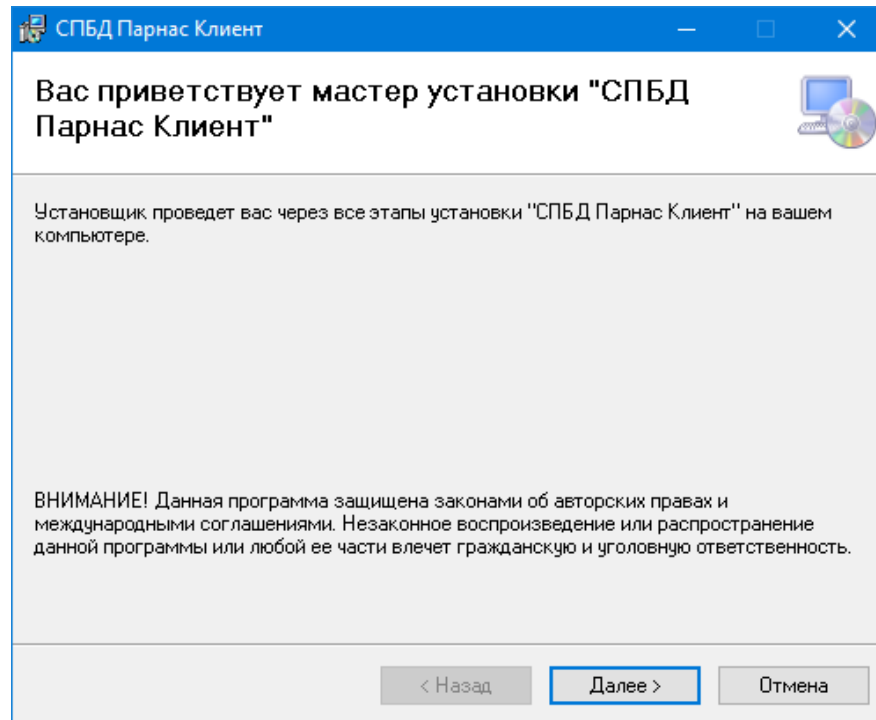 СПБД Парнас Клиент
Вас приветствует мастер установки "СПБД
Парнас Клиент"
Установщик проведет вас через все этапы установки "СПБД Парнас Клиент" на вашем
компьютере.
ВНИМАНИЕ! Данная программа защищена законами об авторских правах и
международными соглашениями. Незаконное воспроизведение или распространение
данной программы или любой ее части влечет гражданскую и уголовную ответственность.
< Назад
Далее >
Отмена